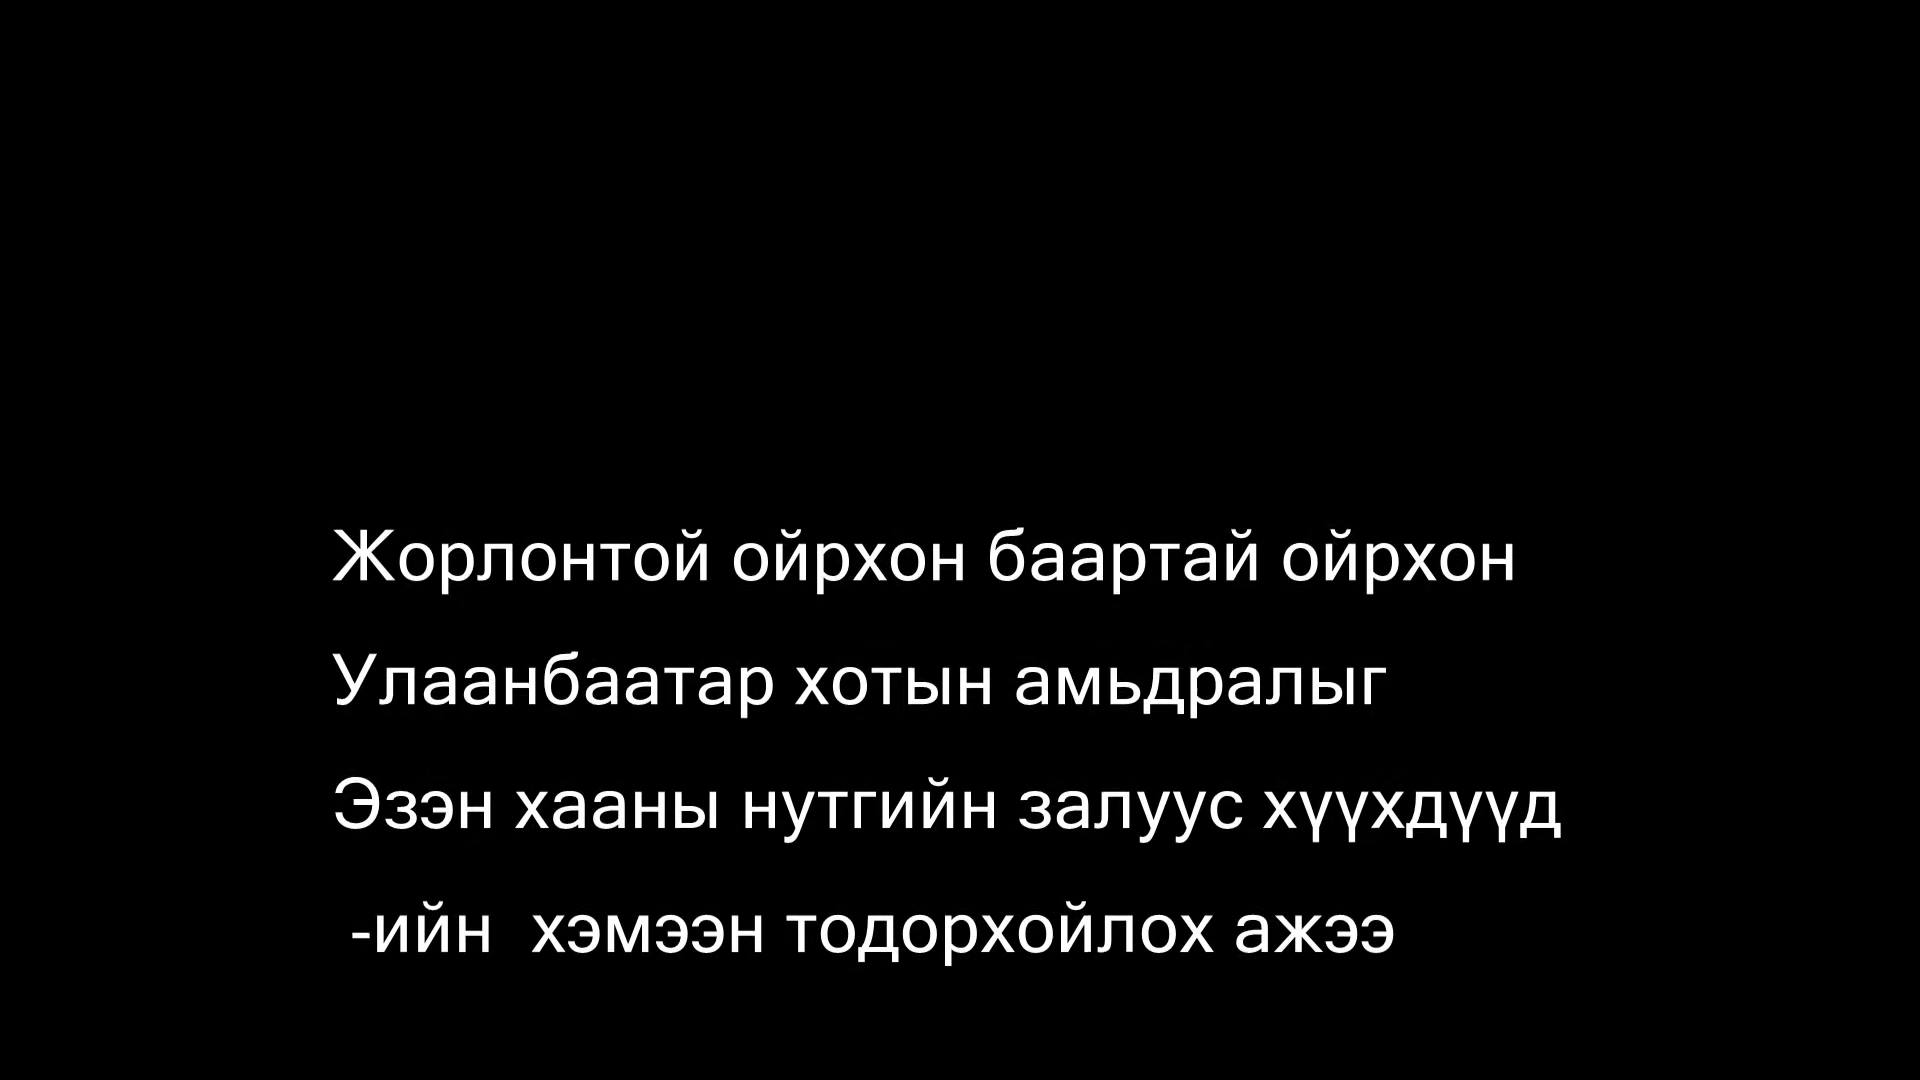 Жорлонтой ойрхон баартай ойрхон
Улаанбаатар хотын амьдралыг
Эзэн хааны нутгийн залуус хүүхдүүд
-ийн хэмээн тодорхойлох ажээ